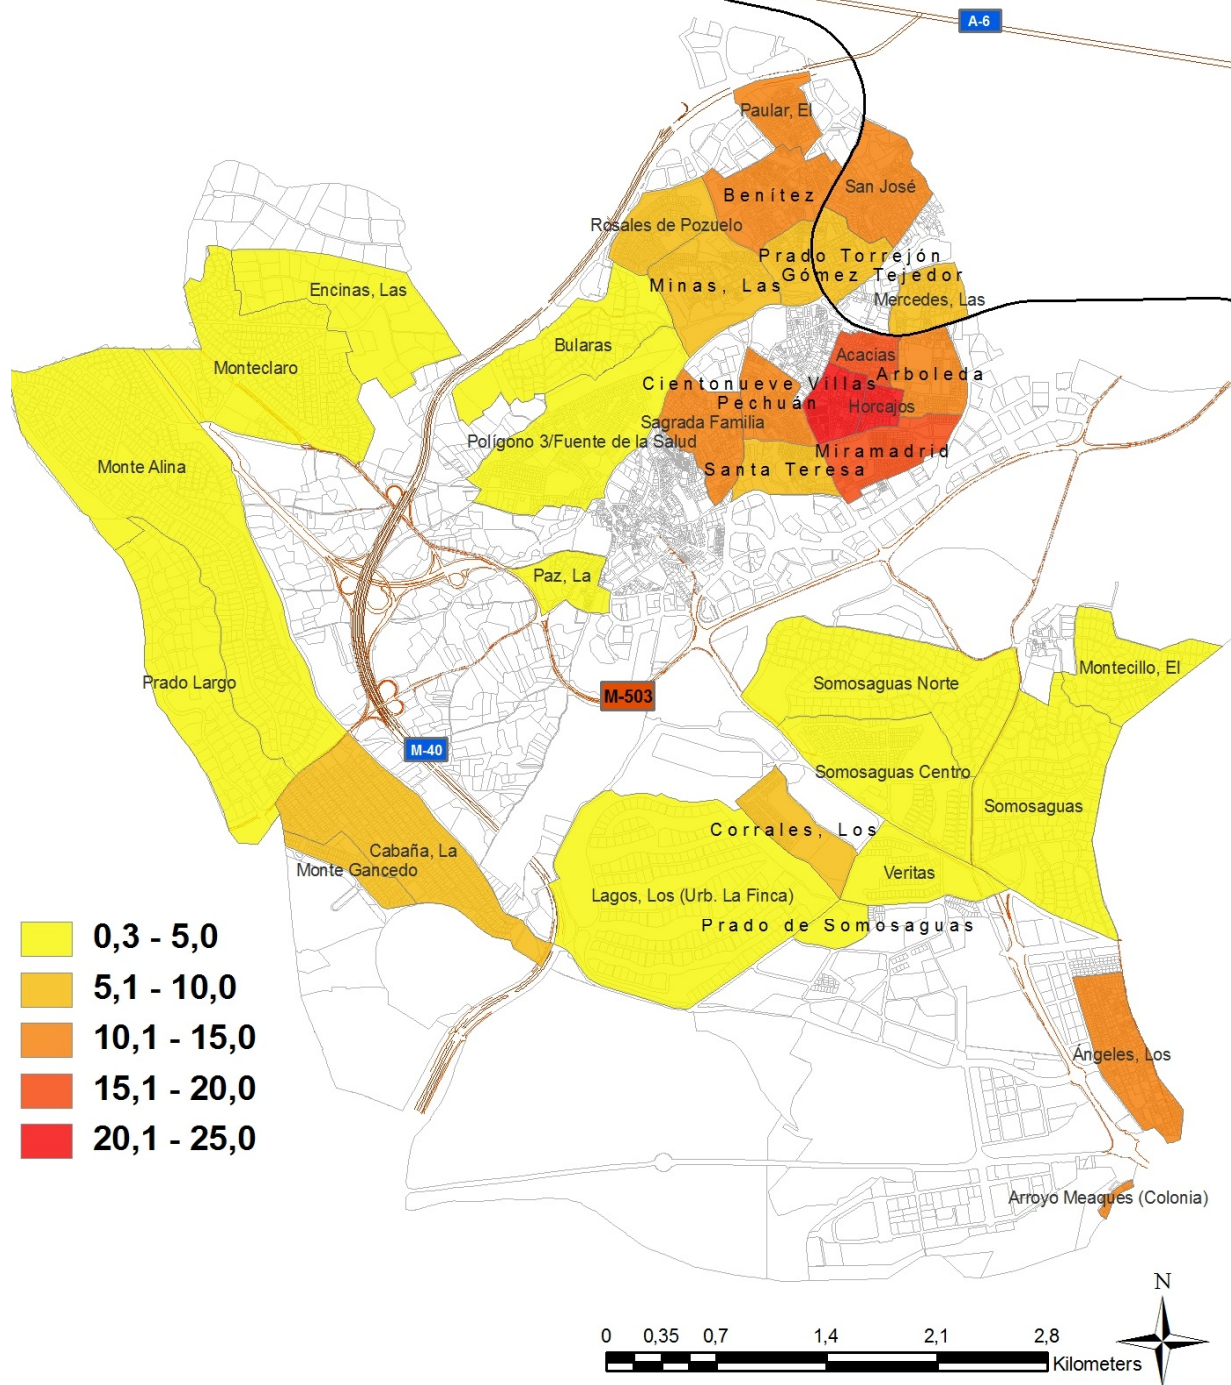 A-6
Paular, El
San José
Benítez
Rosales de Pozuelo
Prado Torrejón
Gómez Tejedor
Minas, Las
Encinas, Las
Mercedes, Las
Bularas
Acacias
Monteclaro
Arboleda
Cientonueve Villas
Pechuán
Horcajos
Sagrada Familia
Polígono 3/Fuente de la Salud
Miramadrid
Monte Alina
Santa Teresa
Paz, La
Montecillo, El
Prado Largo
Somosaguas Norte
M-503
M-40
Somosaguas Centro
Somosaguas
Corrales, Los
Cabaña, La
Monte Gancedo
Veritas
Lagos, Los (Urb. La Finca)
Prado de Somosaguas
0,3 - 5,0
5,1 - 10,0
10,1 - 15,0
15,1 - 20,0
20,1 - 25,0
Ángeles, Los
Arroyo Meaques (Colonia)
N
0 0,35 0,7 1,4 2,1 2,8
Kilometers